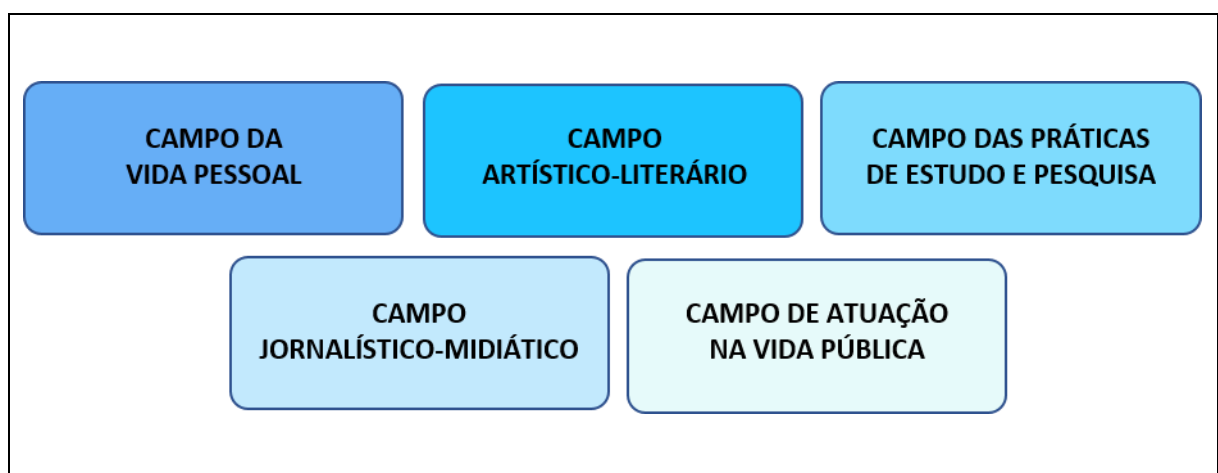 CAMPO DA
VIDA PESSOAL
CAMPO
ARTÍSTICO-LITERÁRIO
CAMPO DAS PRÁTICAS
DE ESTUDO E PESQUISA
CAMPO
JORNALÍSTICO-MIDIÁTICO
CAMPO DE ATUAÇÃO
NA VIDA PÚBLICA